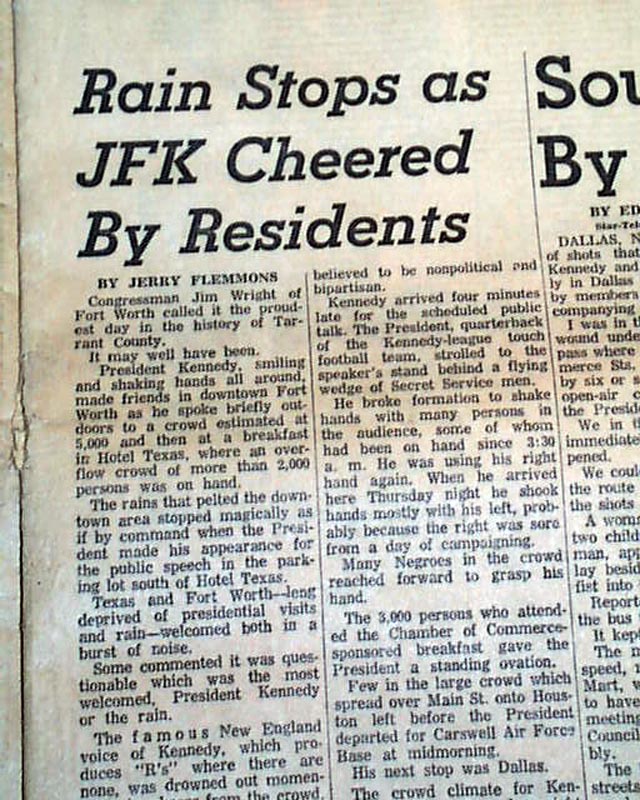 Rain Stops as
JFK Cheered
By Residents
BY JERRY FLEMMONS
Congressman Jim Wright of
Fort Worth called it the proud-
est day in the history of Tar-
rant County.
It may well have been.
President Kennedy, smiling
and shaking hands all around,
made friends in downtown Fort
Worth as he spoke briefly out-
doors to a crowd estimated at
5,000 and then at a breakfast
in Hotel Texas, where an over-
flow crowd of more than 2,000
persons was on hand.
The rains that pelted the down-
town area stopped magically as
if by command when the Presi-
dent made his appearance for
the public speech in the park-
ing lot south of Hotel Texas.
Texas and Fort Worth—long
deprived of presidential visits
and rain—welcomed both in a
burst of noise.
Some commented it was ques-
tionable which was the most
welcomed, President Kennedy
or the rain.
The famous New England
voice of Kennedy, which pro-
duces "R's" where there are
none, was drowned out momen-
from the crowd.
believed to be nonpolitical and
bipartisan.
Kennedy arrived four minutes
late for the scheduled public
talk. The President, quarterback
of the Kennedy-league touch
football team, strolled to the
speaker's stand behind a flying
wedge of Secret Service men.
He broke formation to shake
hands with many persons in
the audience, some of whom
had been on hand since 3:30
a. m. He was using his right
hand again. When he arrived
here Thursday night he shook
hands mostly with his left, prob-
ably because the right was sore
from a day of campaigning.
Many Negroes in the crowd
reached forward to grasp his
hand.
The 3,000 persons who attend-
ed the Chamber of Commerce-
sponsored breakfast gave the
President a standing ovation.
Few in the large crowd which
spread over Main St. onto Hous-
ton left before the President
departed for Carswell Air Force
Base at midmorning.
His next stop was Dallas.
The crowd climate for Ken-
Sou
By
BY ED
Star-Tel
DALLAS, N
of shots that
Kennedy and
ly in Dallas
by members
companying
I was in t
wound unde
pass where
merce Sts.
by six or s
open-air c
the Presid
We in t
immediate
pened.
We coul
the route
the shots
A wom
two child
man, ap
lay besid
fist into
Report
the bus
It kep
The m
speed, r
Mart, w
to have
meeting
Council
bly.
The
street